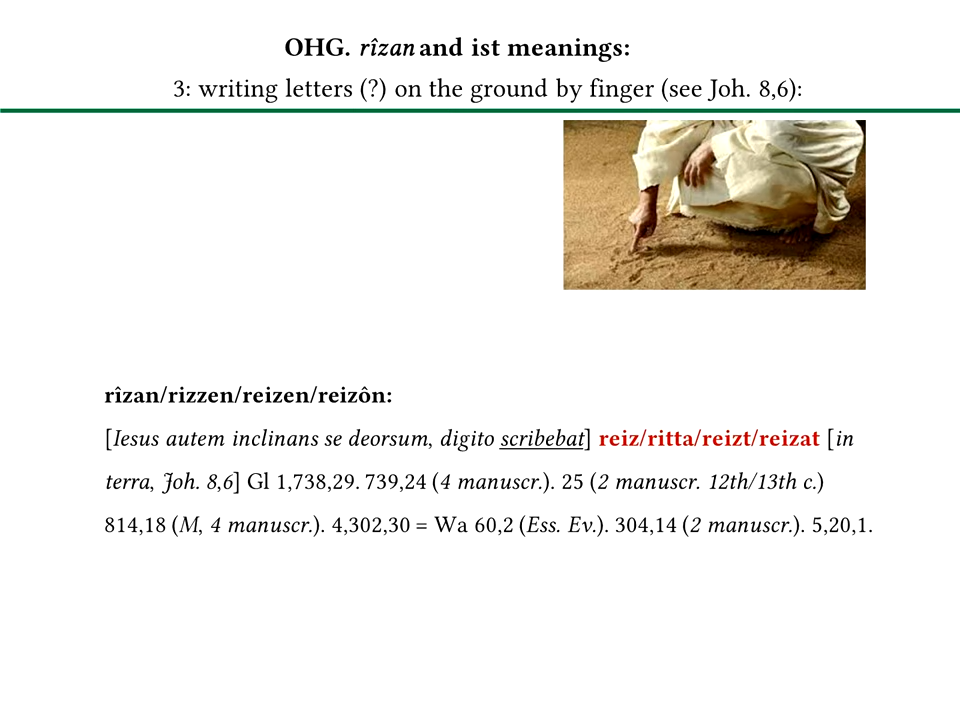 OHG. rîzan and ist meanings:
3: writing letters (?) on the ground by finger (see Joh. 8,6):
rîzan/rizzen/reizen/reizôn:
[Iesus autem inclinans se deorsum, digito scribebat] reiz/ritta/reizt/reizat [in
terra, Joh. 8,6] Gl 1,738,29. 739,24 (4 manuscr.). 25 (2 manuscr. 12th/13th c.)
814,18 (M, 4 manuscr.). 4,302,30 = Wa 60,2 (Ess. Ev.). 304,14 (2 manuscr.). 5,20,1.